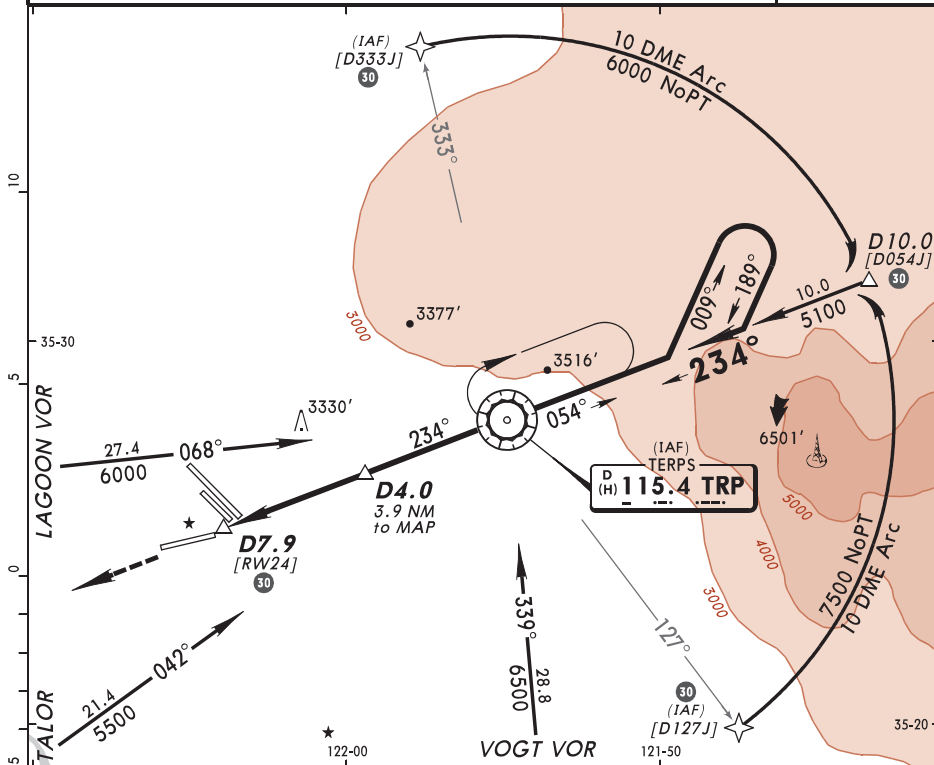 (IAF)
[D333J]
30
10 DME Arc
6000 NoPT
333°
10
D10.0
[D054J]
30
10.0
5100
009°
189°
3377'
3000
35-30
3516'
234°
5
054°
234°
3330'
LAGOON VOR
27.4
068°
6000
6501'
(IAF)
TERPS
D
(H) 115.4 TRP
5000
D4.0
3.9 NM
to MAP
D7.9
[RW24]
30
0
4000
3000
7500 NoPT
10 DME Arc
339°
28.8
6500
127°
042°
21.4
5500
TALOR
30
(IAF)
[D127J]
35-20
VOGT VOR
122-00
121-50
5